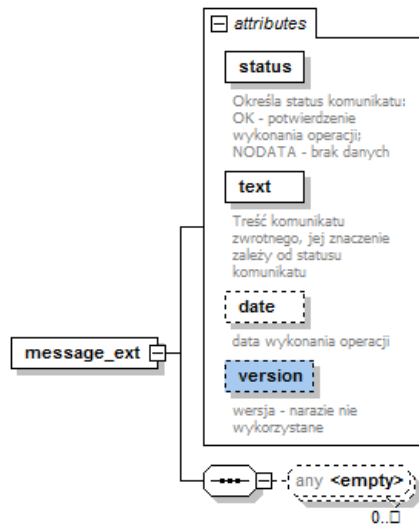 attributes
status
Określa status komunikatu:
OK - potwierdzenie
wykonania operacji;
NODATA - brak danych
text
Treść komunikatu
zwrotnego, jej znaczenie
zależy od statusu
komunikatu
date
data wykonania operacji
version
wersja - narazie nie
wykorzystane
message_ext
any <empty>
0..□